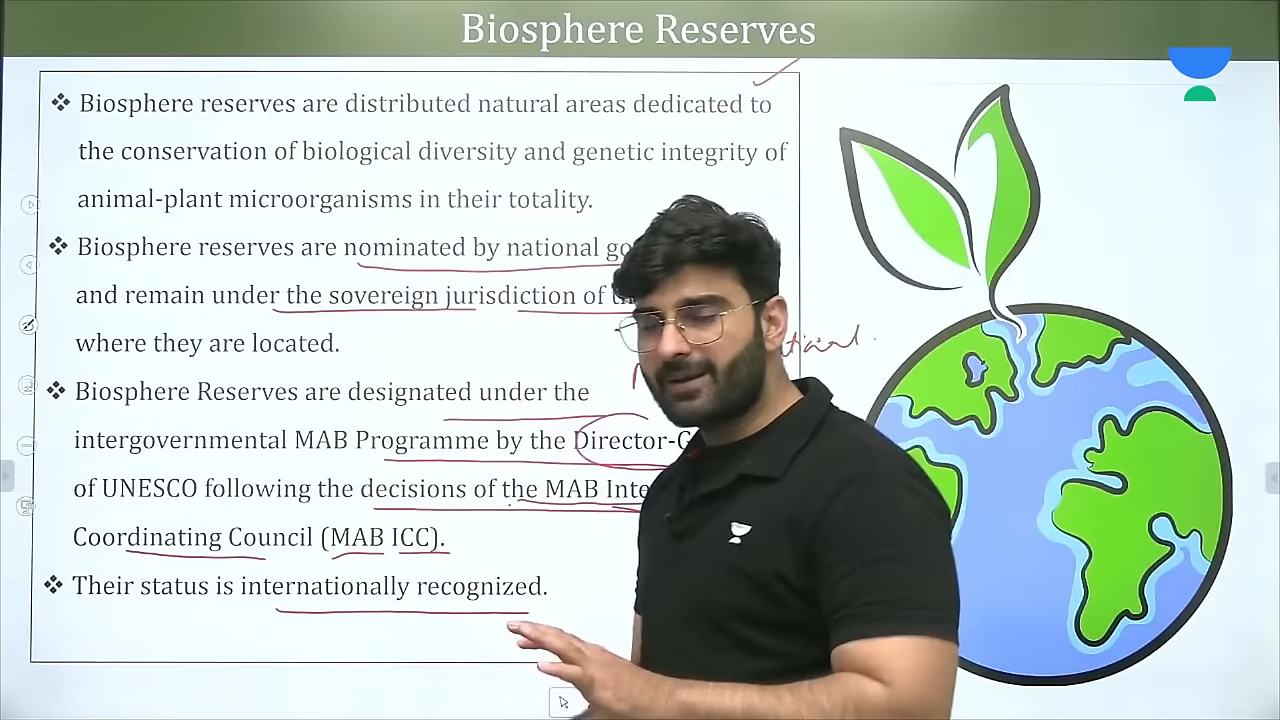 Biosphere Reserves
❖ Biosphere reserves are distributed natural areas dedicated to
the conservation of biological diversity and genetic integrity of
animal-plant microorganisms in their totality.
❖ Biosphere reserves are nominated by national
and remain under the sovereign jurisdiction of
where they are located.
❖ Biosphere Reserves are designated under the
intergovernmental MAB Programme by the Director-
of UNESCO following the decisions of the MAB
Coordinating Council (MAB ICC).
❖ Their status is internationally recognized.